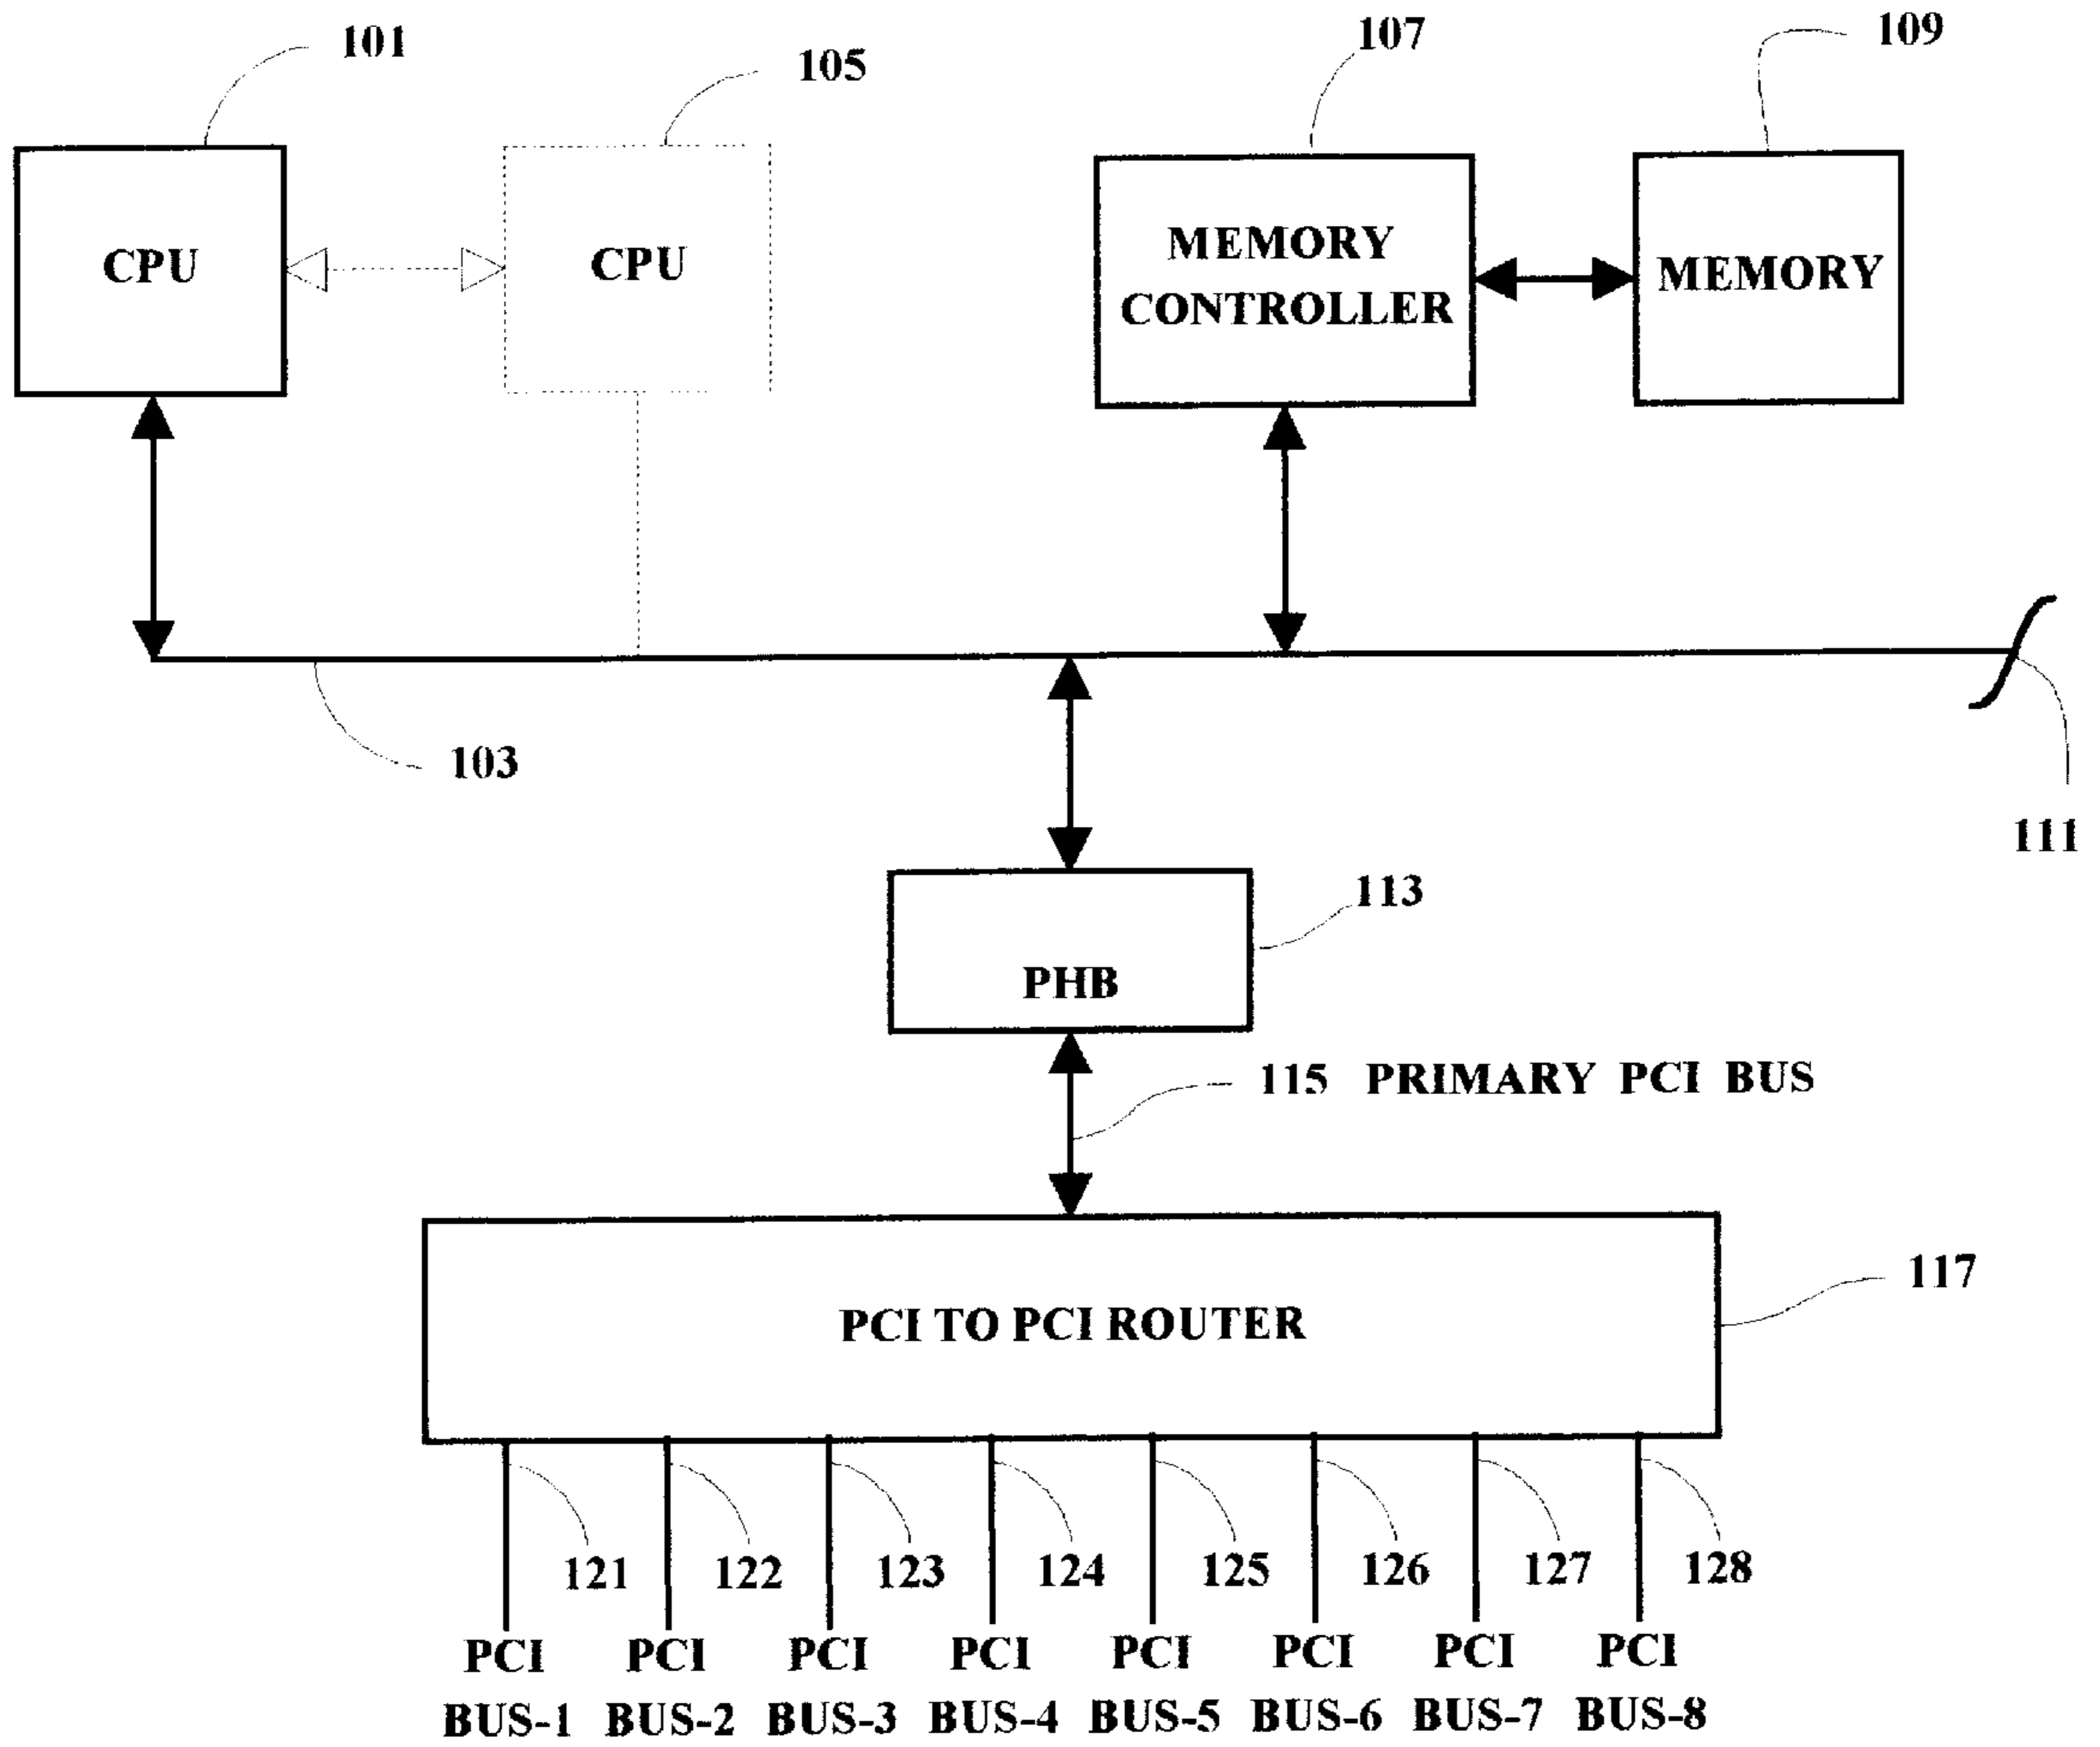 101
105
107
109
CPU
CPU
MEMORY
CONTROLLER
MEMORY
103
111
113
PHB
115 PRIMARY PCI BUS
117
PCI TO PCI ROUTER
121 122 123 124 125 126 127 128
PCI PCI PCI PCI PCI PCI PCI PCI
BUS-1 BUS-2 BUS-3 BUS-4 BUS-5 BUS-6 BUS-7 BUS-8